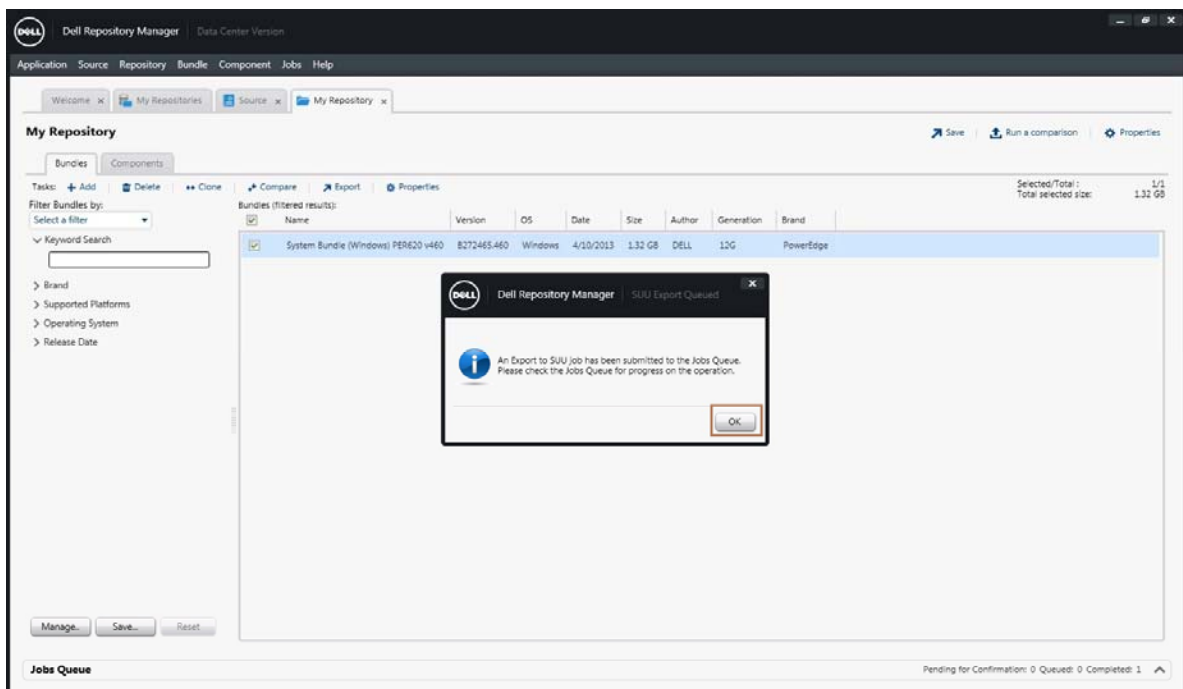 DELL Dell Repository Manager Data Center Version
Application Source Repository Bundle Component Jobs Help
Welcome x My Repositories Source x My Repository x
My Repository
Save Run a comparison Properties
Bundles Components
Tasks: Add Delete Clone Compare Export Properties
Selected/Total : 1/1
Total selected size: 1.32 GB
Filter Bundles by:
Select a filter
Keyword Search
Brand
Supported Platforms
Operating System
Release Date
Bundles (filtered results):
Name Version OS Date Size Author Generation Brand
System Bundle (Windows) PER620 v460 8272465.460 Windows 4/10/2013 1.32 GB DELL 12G PowerEdge
DELL Dell Repository Manager SUU Export Queued
An Export to SUU job has been submitted to the Jobs Queue.
Please check the Jobs Queue for progress on the operation.
OK
Manage.. Save... Reset
Jobs Queue
Pending for Confirmation: 0 Queued: 0 Completed: 1